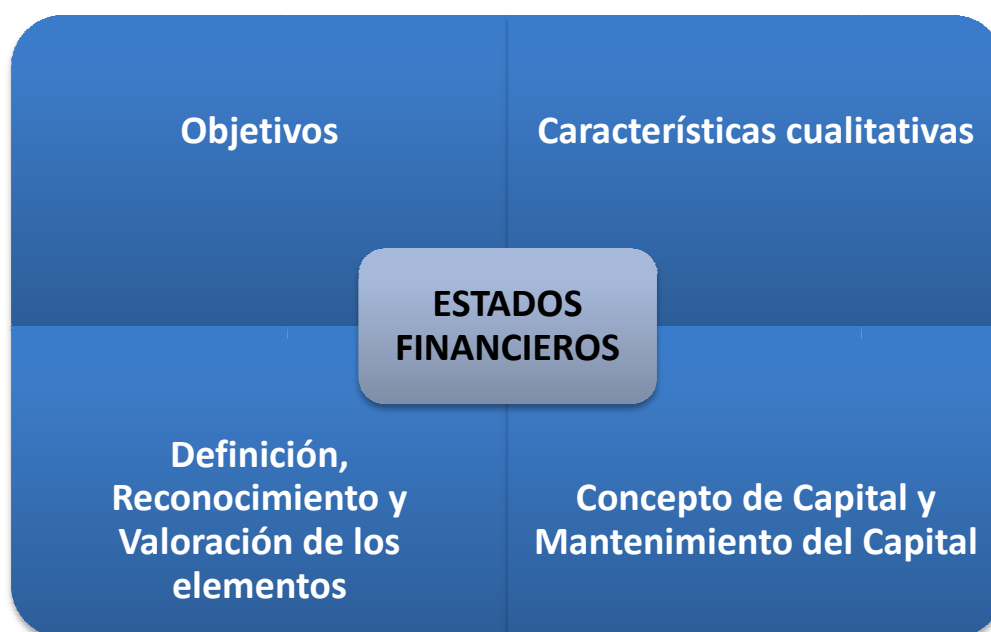 Objetivos
Características cualitativas
ESTADOS
FINANCIEROS
Definición,
Reconocimiento y
Valoración de los
elementos
Concepto de Capital y
Mantenimiento del Capital